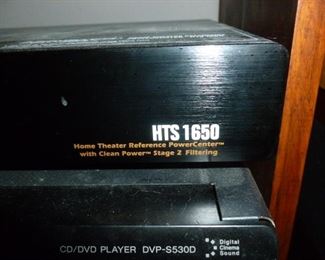 HTS 1650
Home Theater Reference PowerCenter™
with Clean Power™ Stage 2 Filtering
CD/DVD PLAYER DVP-S530D
Digital
Cinema
Sound